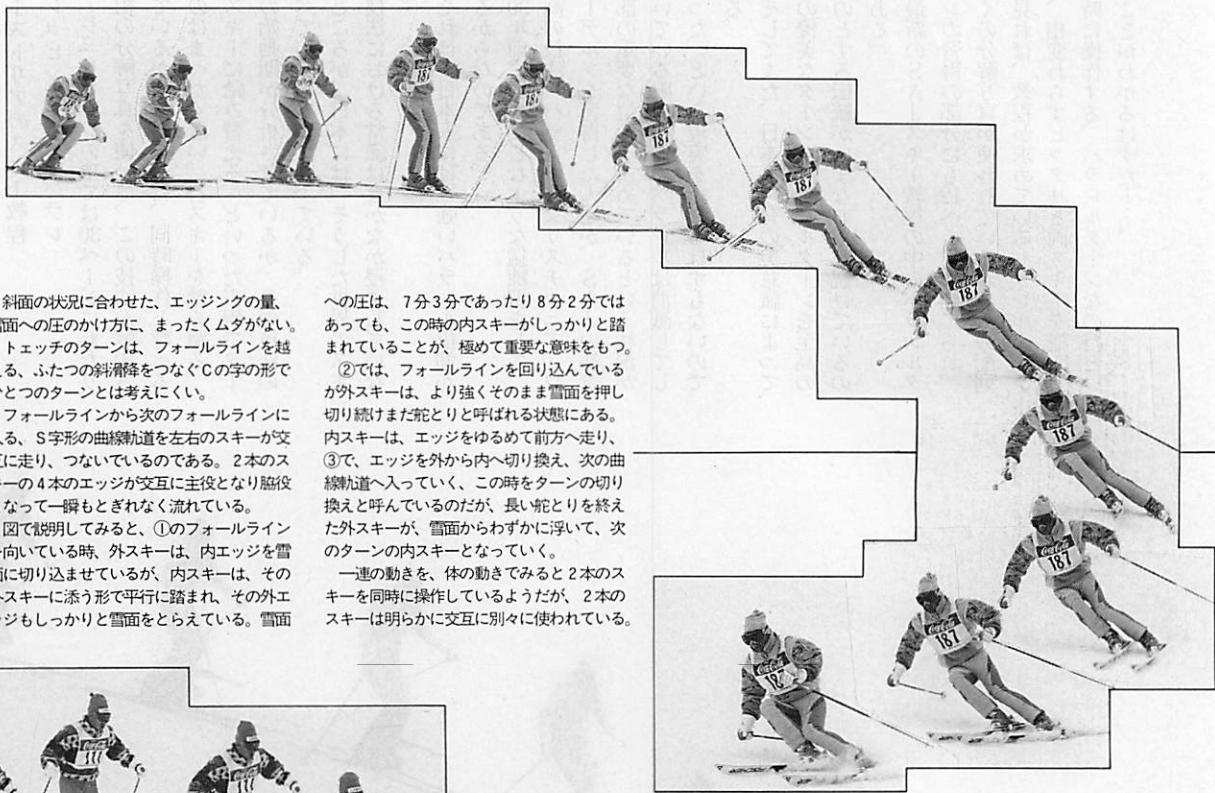 斜面の状況に合わせた、エッジングの量、
雪面への圧のかけ方に、まったくムダがない。
トェッチのターンは、フォールラインを越
える、ふたつの斜滑降をつなぐCの字の形で
ひとつのターンとは考えにくい。
フォールラインから次のフォールラインに
入る、S字形の曲線軌道を左右のスキーが交
互に走り、つないでいるのである。2本のス
キーの4本のエッジが交互に主役となり脇役
となって一瞬もとぎれなく流れている。
図で説明してみると、①のフォールライン
を向いている時、外スキーは、内エッジを雪
面に切り込ませているが、内スキーは、その
外スキーに添う形で平行に踏まれ、その外エ
ッジもしっかりと雪面をとらえている。雪面
への圧は、7分3分であったり8分2分では
あっても、この時の内スキーがしっかりと踏
まれていることが、極めて重要な意味をもつ。
②では、フォールラインを回り込んでいる
が外スキーは、より強くそのまま雪面を押し
切り続けまだ舵とりと呼ばれる状態にある。
内スキーは、エッジをゆるめて前方へ走り、
③で、エッジを外から内へ切り換え、次の曲
線軌道へ入っていく、この時をターンの切り
換えと呼んでいるのだが、長い舵とりを終え
た外スキーが、雪面からわずかに浮いて、次
のターンの内スキーとなっていく。
一連の動きを、体の動きでみると2本のス
キーを同時に操作しているようだが、2本の
スキーは明らかに交互に別々に使われている。
187
187
187
187
187
Coca-Cola
187
Coca-Cola
187
Coca-Cola
187
Coca-Cola